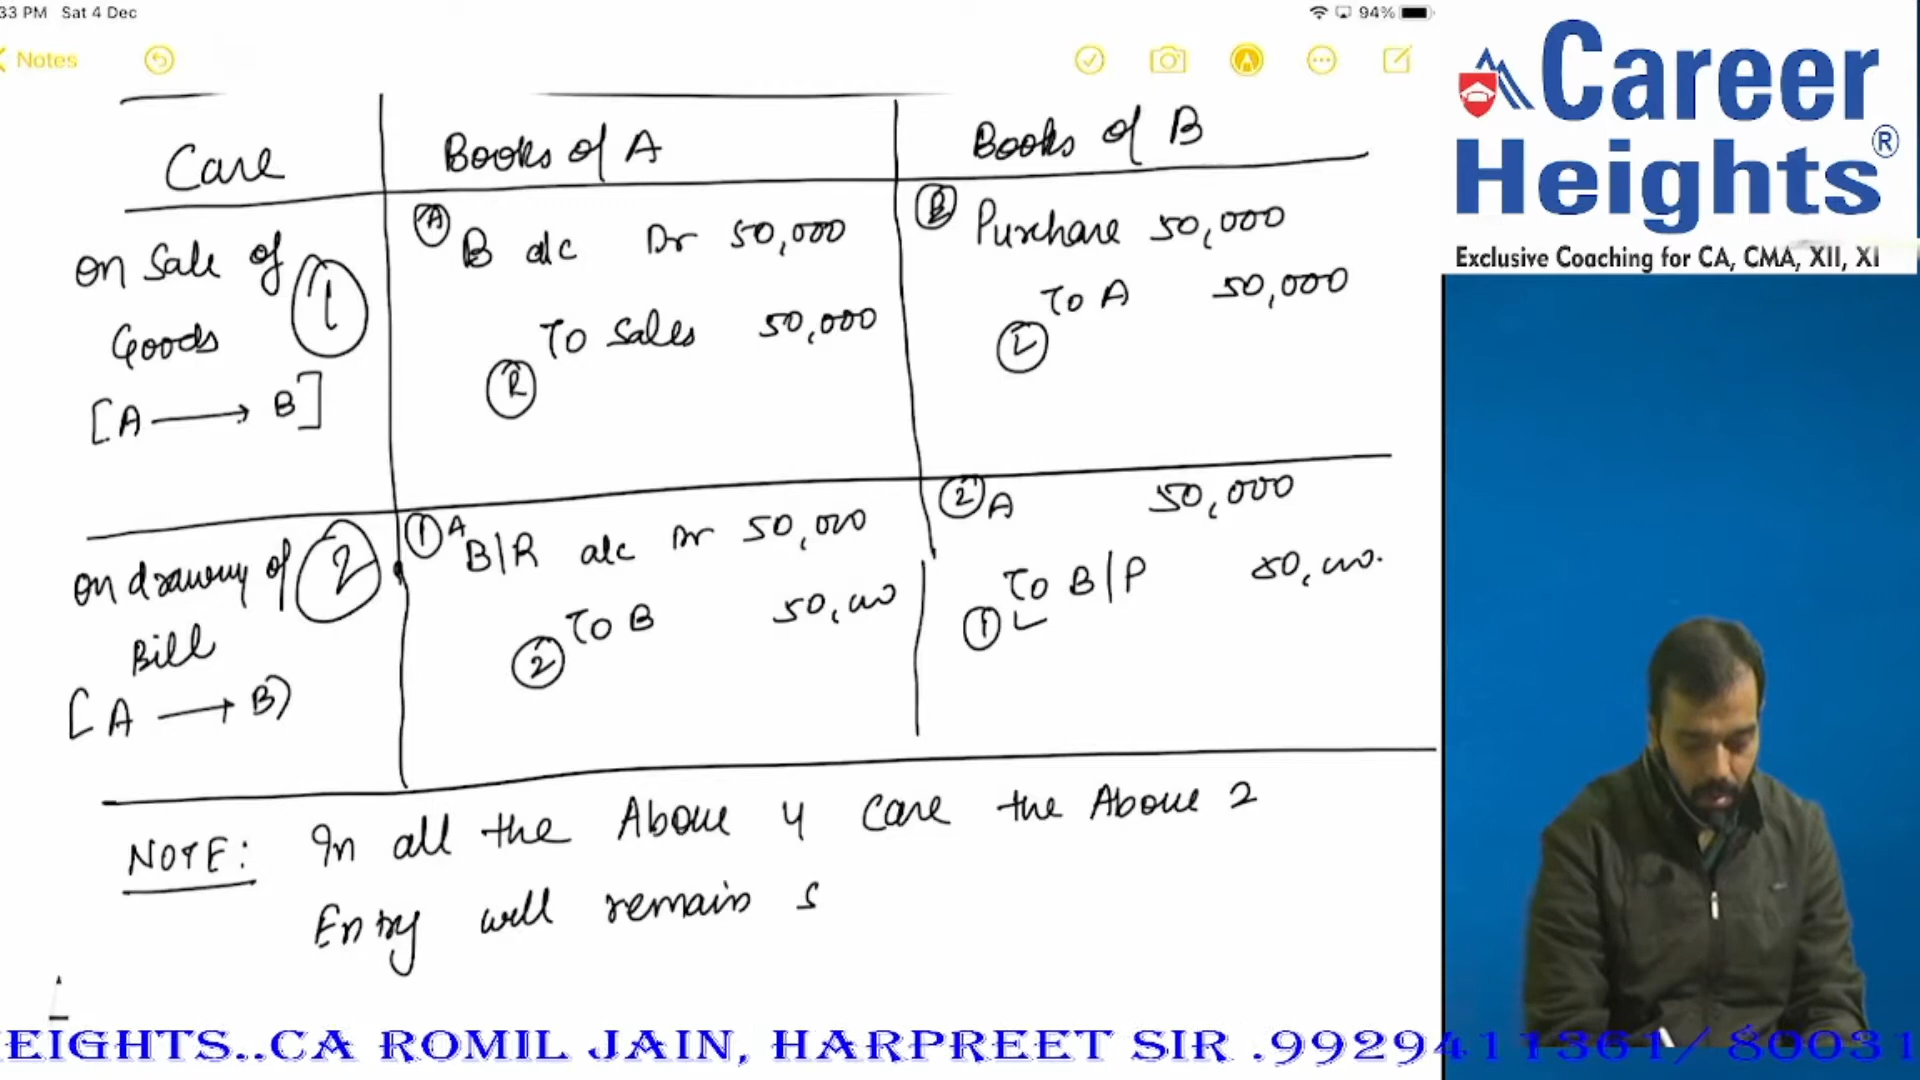 33 PM Sat 4 Dec
94%
Notes
Career
Heights®
Exclusive Coaching for CA, CMA, XII, XI
Case
Books of A
Books of B
on sale of
Goods
[A → B]
1
A
B a/c Dr 50,000
To Sales 50,000
R
Purchase 50,000
To A 50,000
L
on drawing of
Bill
[A → B)
2
1 A
B/R a/c Dr 50,000
To B 50,000
2
2 A 50,000
To B/P 50,000.
1 L
NOTE: In all the Above 4 Case the Above 2
Entry will remain s
EIGHTS..CA ROMIL JAIN, HARPREET SIR .9929411361/ 80031